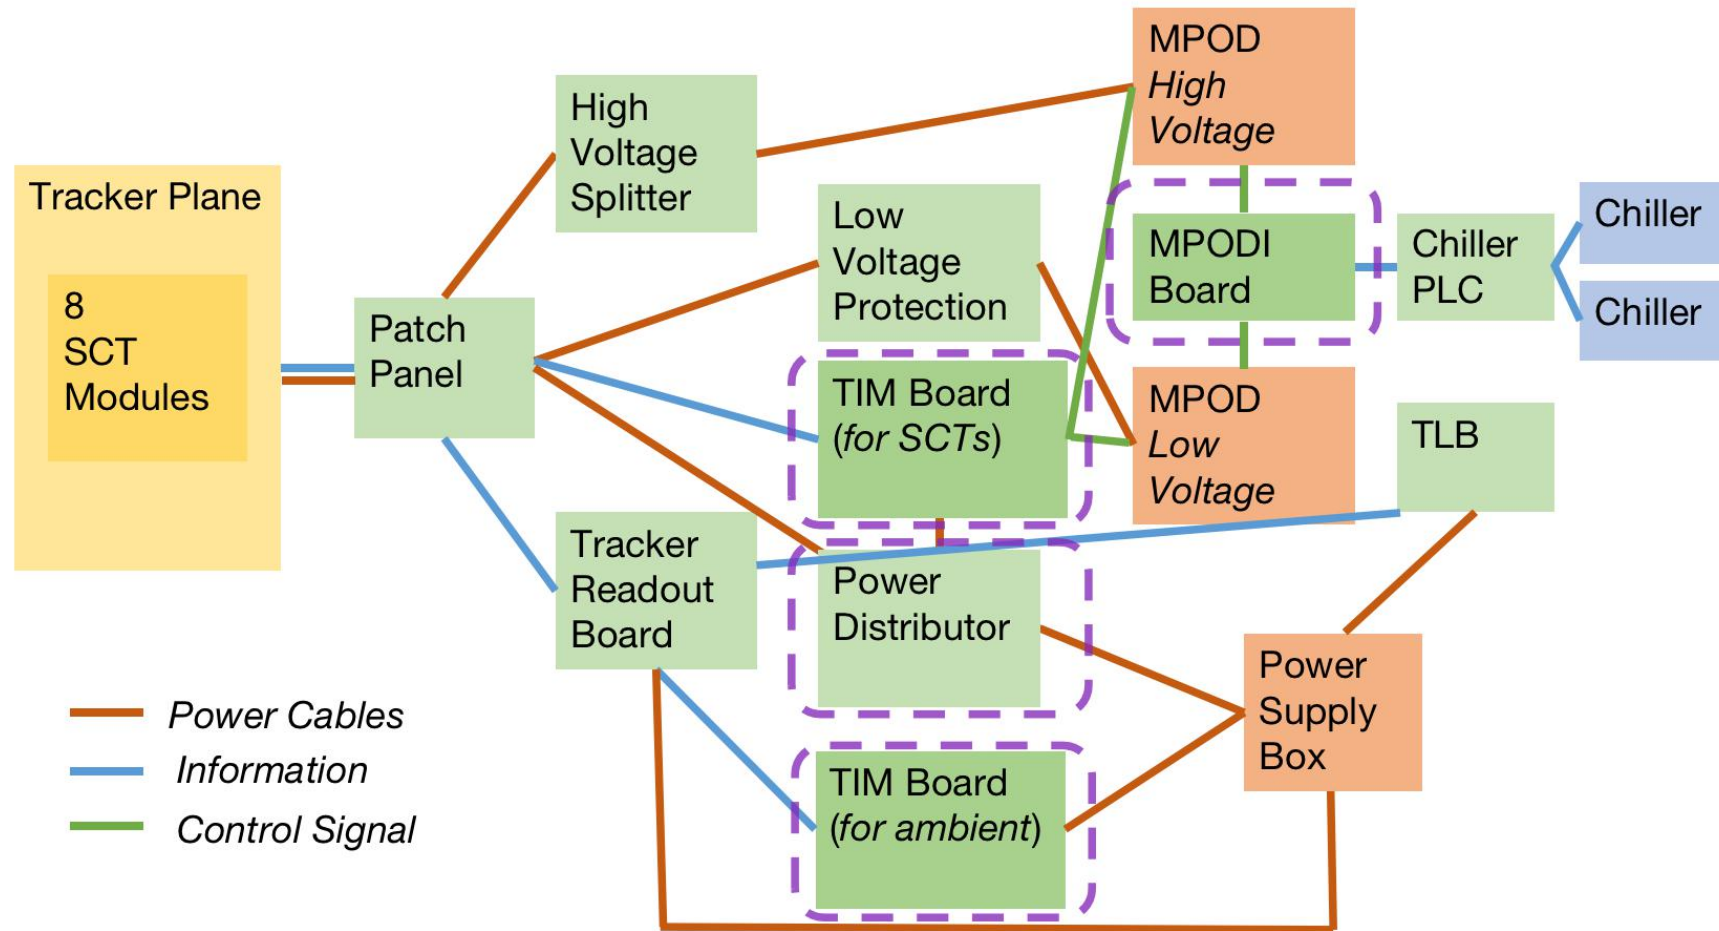 Tracker Plane
8
SCT
Modules
Patch
Panel
High
Voltage
Splitter
Low
Voltage
Protection
TIM Board
(for SCTs)
Tracker
Readout
Board
Power
Distributor
TIM Board
(for ambient)
MPOD
High
Voltage
MPODI
Board
MPOD
Low
Voltage
Chiller
PLC
Chiller
Chiller
TLB
Power
Supply
Box
Power Cables
Information
Control Signal